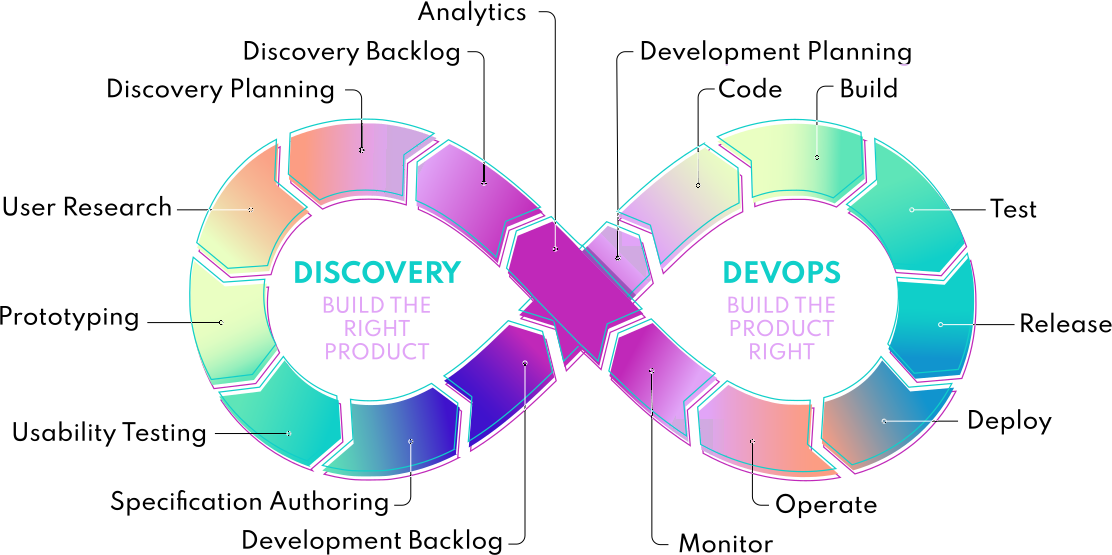 Analytics
Discovery Backlog
Development Planning
Discovery Planning
Code
Build
User Research
Test
DISCOVERY
BUILD THE
RIGHT
PRODUCT
DEVOPS
BUILD THE
PRODUCT
RIGHT
Prototyping
Release
Usability Testing
Deploy
Specification Authoring
Operate
Development Backlog
Monitor